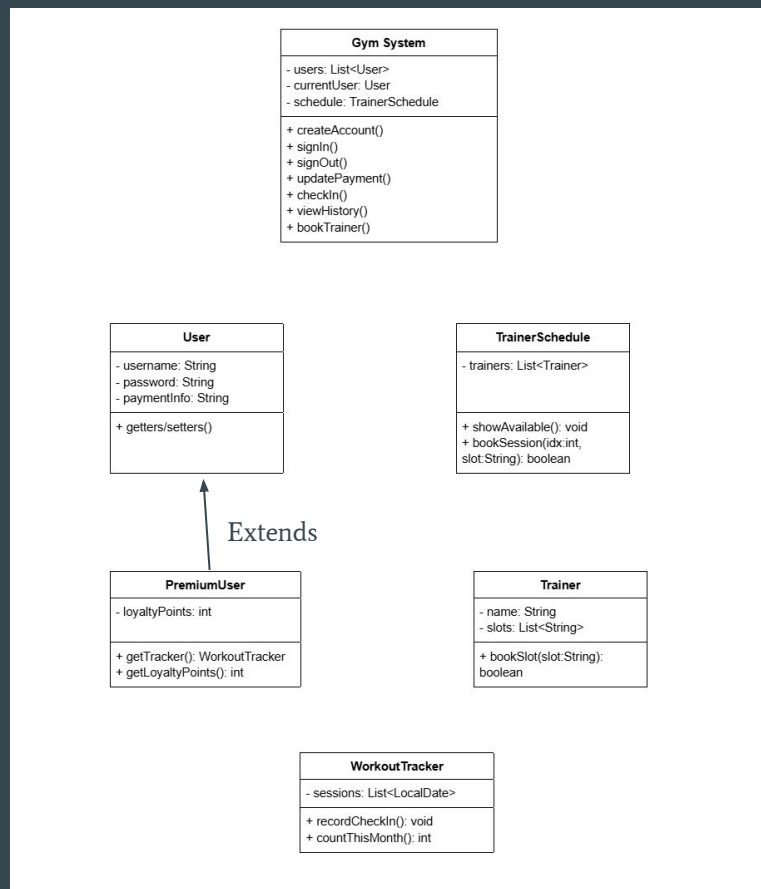 Gym System
- users: List<User>
- currentUser: User
- schedule: TrainerSchedule
+ createAccount()
+ signIn()
+ signOut()
+ updatePayment()
+ checkIn()
+ viewHistory()
+ bookTrainer()
User
- username: String
- password: String
- paymentInfo: String
+ getters/setters()
TrainerSchedule
- trainers: List<Trainer>
+ showAvailable(): void
+ bookSession(idx:int,
slot:String): boolean
Extends
PremiumUser
- loyaltyPoints: int
+ getTracker(): WorkoutTracker
+ getLoyaltyPoints(): int
Trainer
- name: String
- slots: List<String>
+ bookSlot(slot:String):
boolean
WorkoutTracker
- sessions: List<LocalDate>
+ recordCheckIn(): void
+ countThisMonth(): int